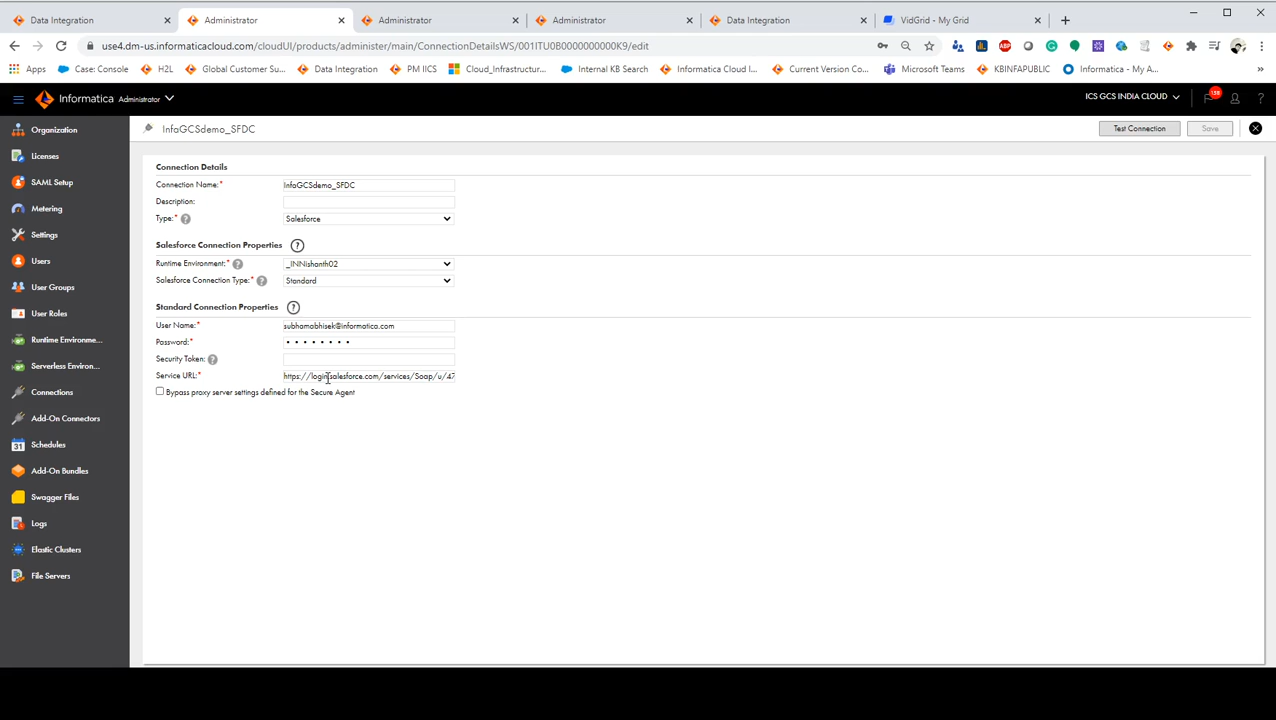 Data Integration
Administrator
Administrator
Administrator
Data Integration
VidGrid - My Grid
use4.dm-us.informaticacloud.com/cloudUI/products/administer/main/ConnectionDetailsWS/001ITU0B0000000000K9/edit
Apps
Case: Console
H2L
Global Customer Su...
Data Integration
PM IICS
Cloud_Infrastructur...
Internal KB Search
Informatica Cloud I...
Current Version Co...
Microsoft Teams
KBINFAPUBLIC
Informatica - My A...
Informatica Administrator
ICS GCS INDIA CLOUD
Organization
Licenses
SAML Setup
Metering
Settings
Users
User Groups
User Roles
Runtime Environme...
Serverless Environ...
Connections
Add-On Connectors
31 Schedules
Add-On Bundles
Swagger Files
Logs
Elastic Clusters
File Servers
InfaGCSdemo_SFDC
Test Connection
Save
Connection Details
Connection Name:* InfaGCSdemo_SFDC
Description:
Type:* ? Salesforce
Salesforce Connection Properties ?
Runtime Environment:* ? _INNishanth02
Salesforce Connection Type:* ? Standard
Standard Connection Properties ?
User Name:* subhamabhisek@informatica.com
Password:* • • • • • • • •
Security Token: ?
Service URL:* https://login.salesforce.com/services/Soap/u/47
Bypass proxy server settings defined for the Secure Agent